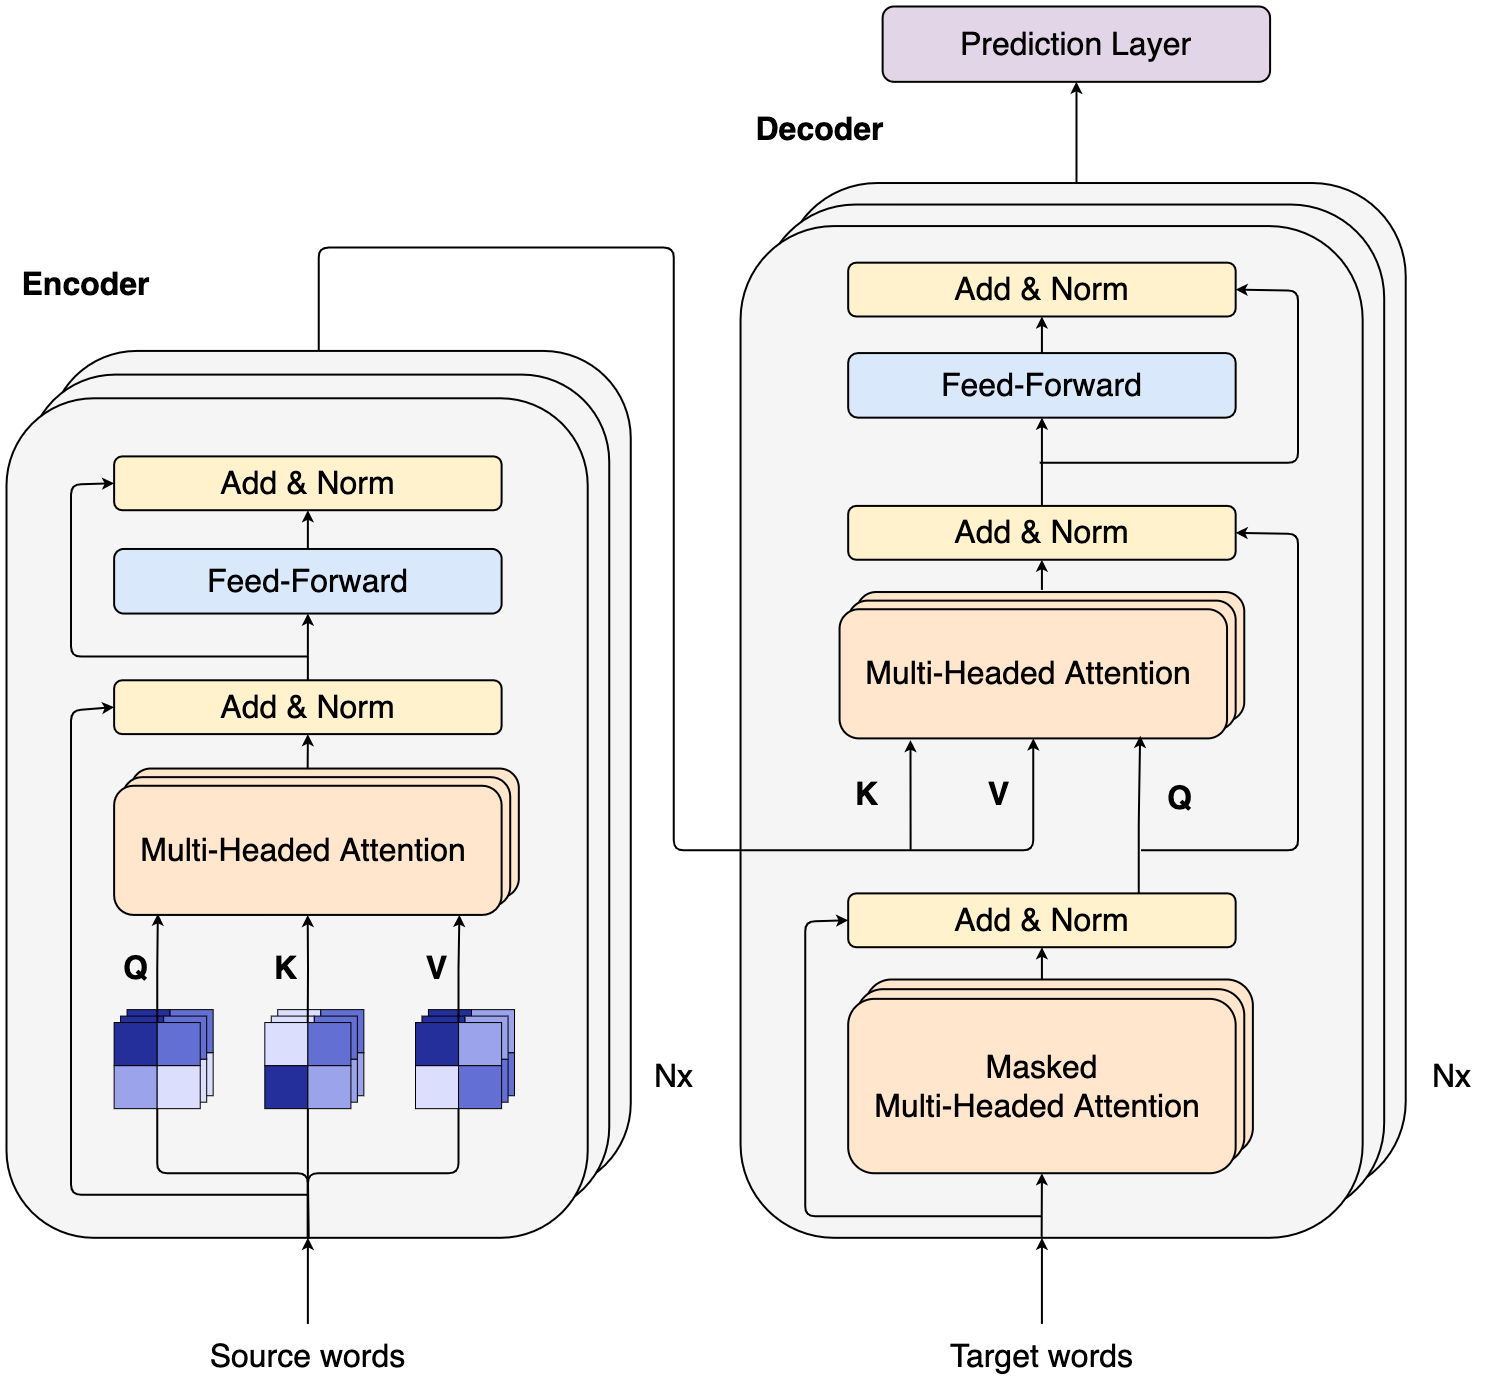 Prediction Layer
Decoder
Encoder
Add & Norm
Feed-Forward
Add & Norm
Multi-Headed Attention
Q
K
V
Nx
Source words
Add & Norm
Feed-Forward
Add & Norm
Multi-Headed Attention
K
V
Q
Add & Norm
Masked
Multi-Headed Attention
Nx
Target words